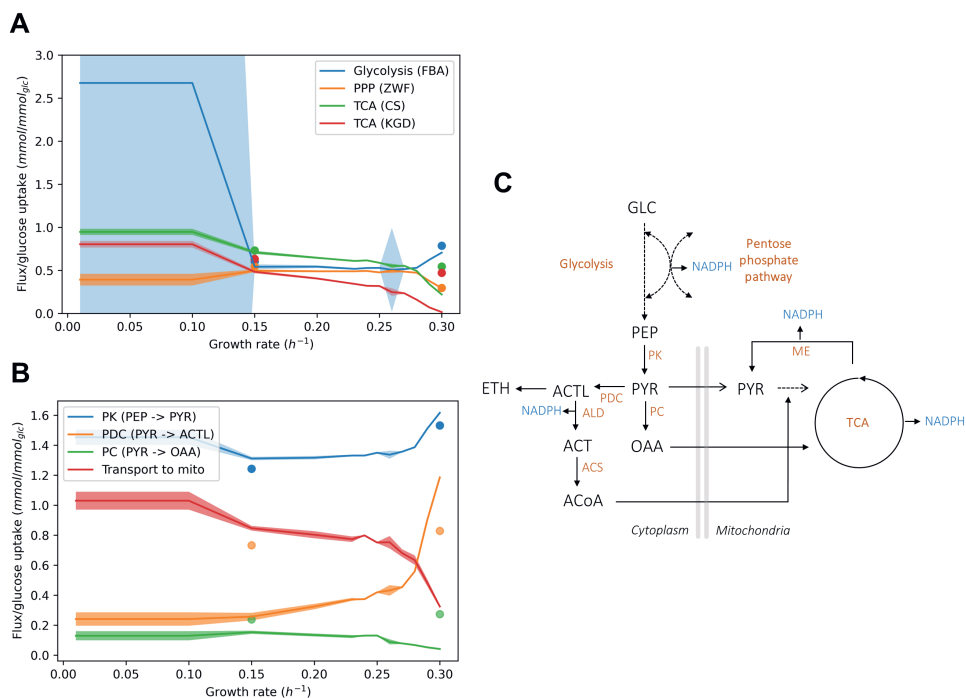 A
Flux/glucose uptake (mmol/mmol_glc)
3.0
2.5
2.0
1.5
1.0
0.5
0.0
Glycolysis (FBA)
PPP (ZWF)
TCA (CS)
TCA (KGD)
0.00 0.05 0.10 0.15 0.20 0.25 0.30
Growth rate (h⁻¹)
B
Flux/glucose uptake (mmol/mmol_glc)
1.6
1.4
1.2
1.0
0.8
0.6
0.4
0.2
0.0
PK (PEP -> PYR)
PDC (PYR -> ACTL)
PC (PYR -> OAA)
Transport to mito
0.00 0.05 0.10 0.15 0.20 0.25 0.30
Growth rate (h⁻¹)
C
GLC
Glycolysis
NADPH
Pentose
phosphate
pathway
PEP
PK
NADPH
ME
ETH
ACTL
PDC
PYR
PYR
NADPH
ALD
PC
TCA
NADPH
ACT
OAA
ACS
ACoA
Cytoplasm
Mitochondria